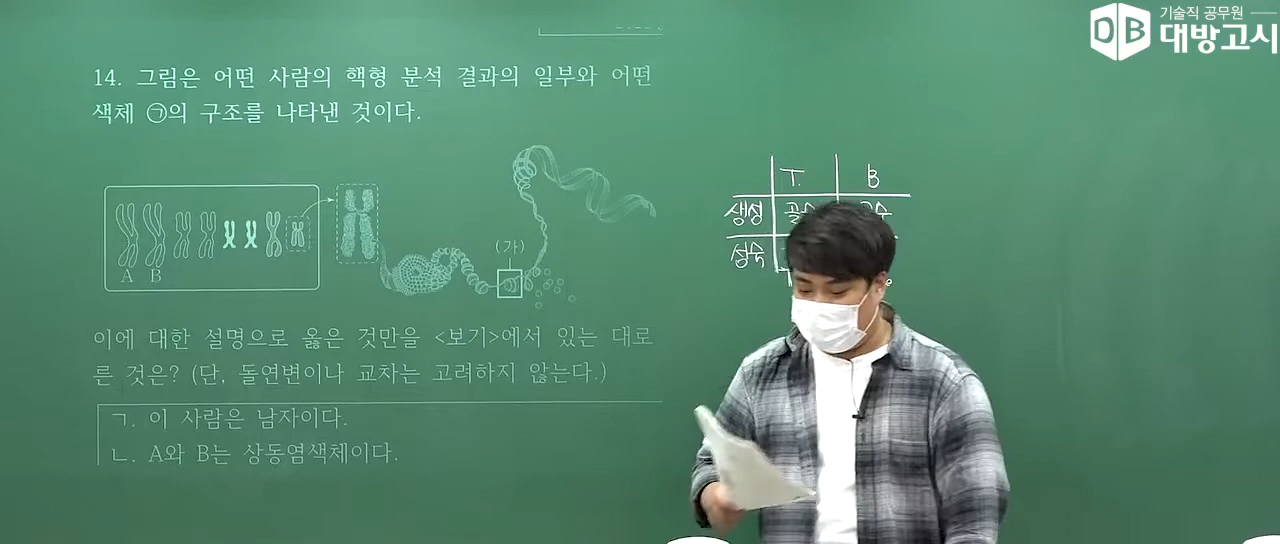 기술직 공무원
DB 대방고시
14. 그림은 어떤 사람의 핵형 분석 결과의 일부와 어떤
색체 ㉠의 구조를 나타낸 것이다.
(가)
A B
이에 대한 설명으로 옳은 것만을 <보기>에서 있는 대로
른 것은? (단, 돌연변이나 교차는 고려하지 않는다.)
ㄱ. 이 사람은 남자이다.
ㄴ. A와 B는 상동염색체이다.
T. B
생성
성숙